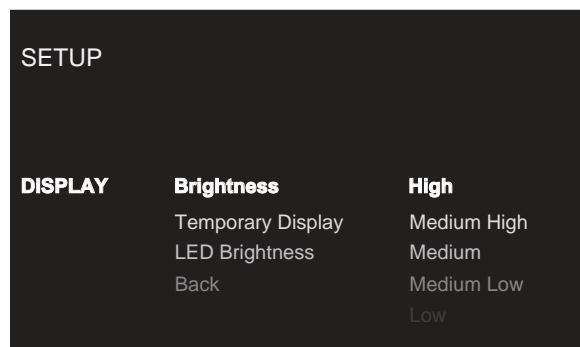 SETUP
DISPLAY Brightness High
Temporary Display Medium High
LED Brightness Medium
Back Medium Low
Low